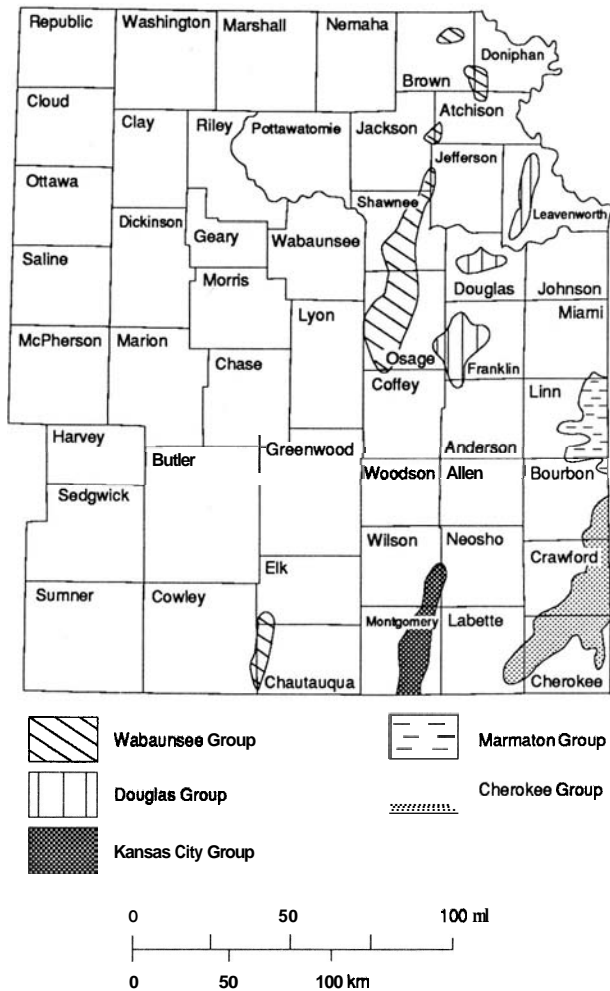 Republic
Washington
Marshall
Nemaha
Doniphan
Brown
Cloud
Clay
Riley
Pottawatomie
Jackson
Atchison
Jefferson
Ottawa
Shawnee
Leavenworth
Dickinson
Geary
Wabaunsee
Saline
Morris
Douglas
Johnson
Lyon
Miami
McPherson
Marion
Chase
Osage
Franklin
Coffey
Linn
Harvey
Butler
Greenwood
Anderson
Sedgwick
Woodson
Allen
Bourbon
Wilson
Neosho
Elk
Crawford
Sumner
Cowley
Montgomery
Labette
Chautauqua
Cherokee
Wabaunsee Group
Marmaton Group
Douglas Group
Cherokee Group
Kansas City Group
0 50 100 ml
0 50 100 km